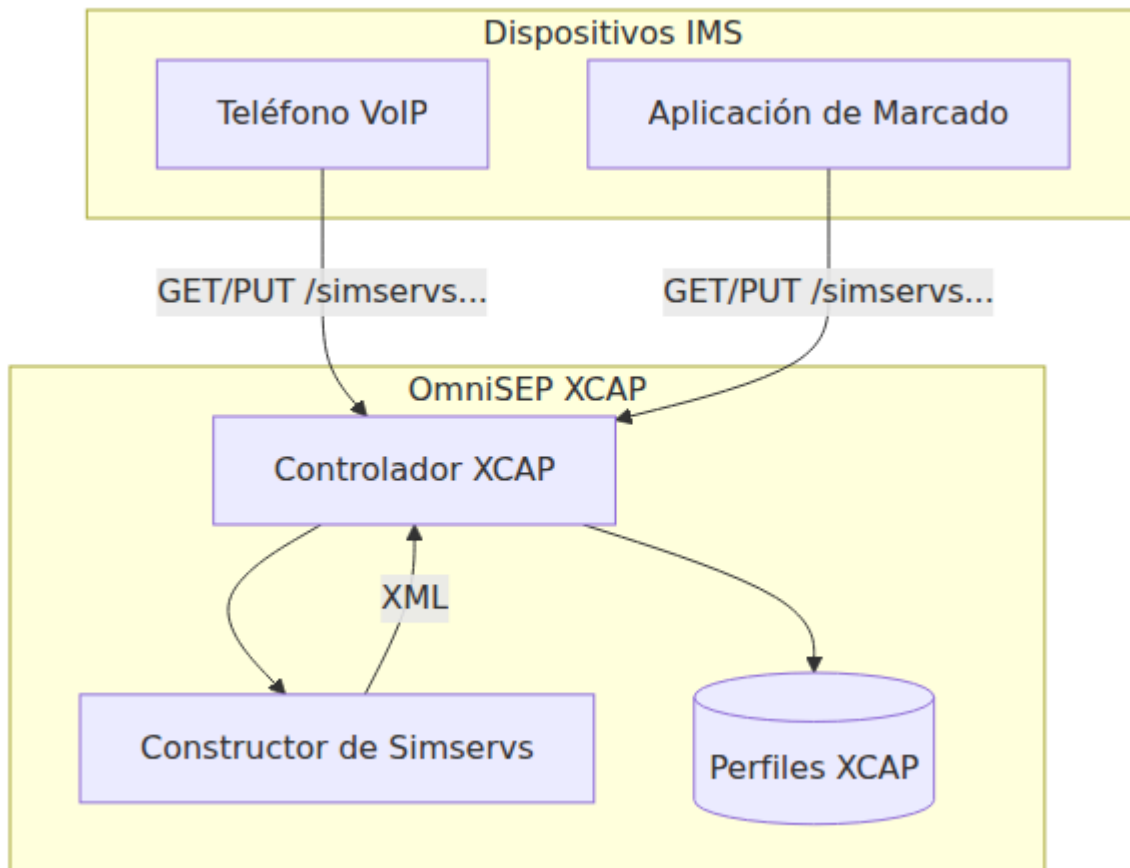 Dispositivos IMS
Teléfono VoIP
Aplicación de Marcado
GET/PUT /simservs...
GET/PUT /simservs...
OmniSEP XCAP
Controlador XCAP
XML
Constructor de Simservs
Perfiles XCAP